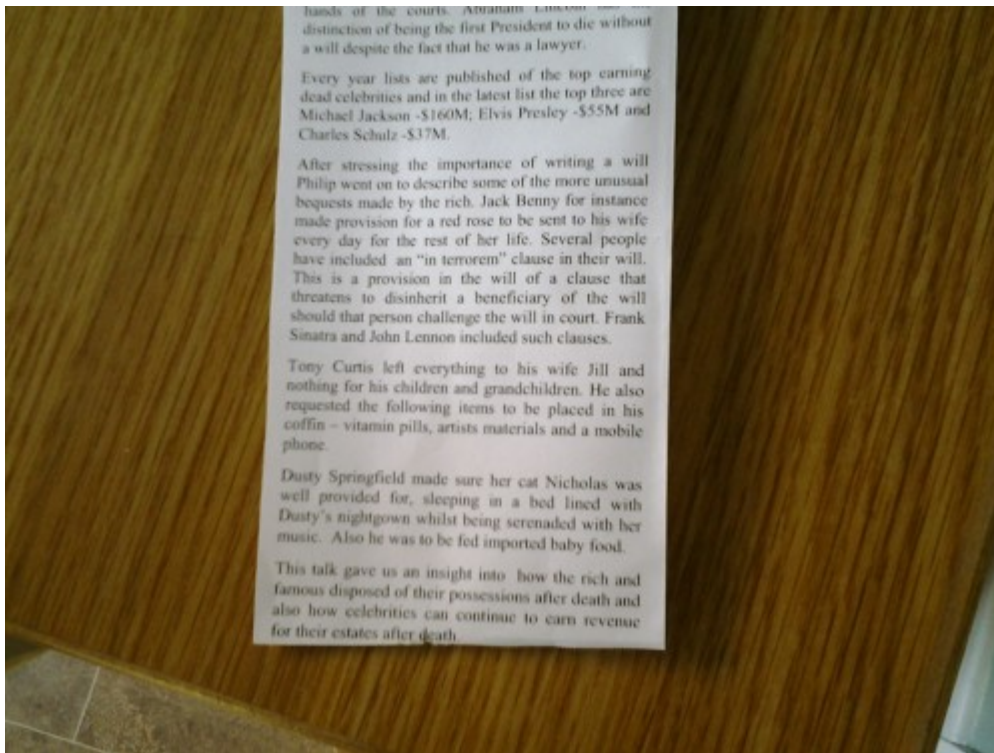 hands of the courts. Abraham Lincoln has the
distinction of being the first President to die without
a will despite the fact that he was a lawyer.
Every year lists are published of the top earning
dead celebrities and in the latest list the top three are
Michael Jackson -$160M; Elvis Presley -$55M and
Charles Schulz -$37M.
After stressing the importance of writing a will
Philip went on to describe some of the more unusual
bequests made by the rich. Jack Benny for instance
made provision for a red rose to be sent to his wife
every day for the rest of her life. Several people
have included an “in terrorem” clause in their will.
This is a provision in the will of a clause that
threatens to disinherit a beneficiary of the will
should that person challenge the will in court. Frank
Sinatra and John Lennon included such clauses.
Tony Curtis left everything to his wife Jill and
nothing for his children and grandchildren. He also
requested the following items to be placed in his
coffin – vitamin pills, artists materials and a mobile
phone.
Dusty Springfield made sure her cat Nicholas was
well provided for, sleeping in a bed lined with
Dusty’s nightgown whilst being serenaded with her
music. Also he was to be fed imported baby food.
This talk gave us an insight into how the rich and
famous disposed of their possessions after death and
also how celebrities can continue to earn revenue
for their estates after death.